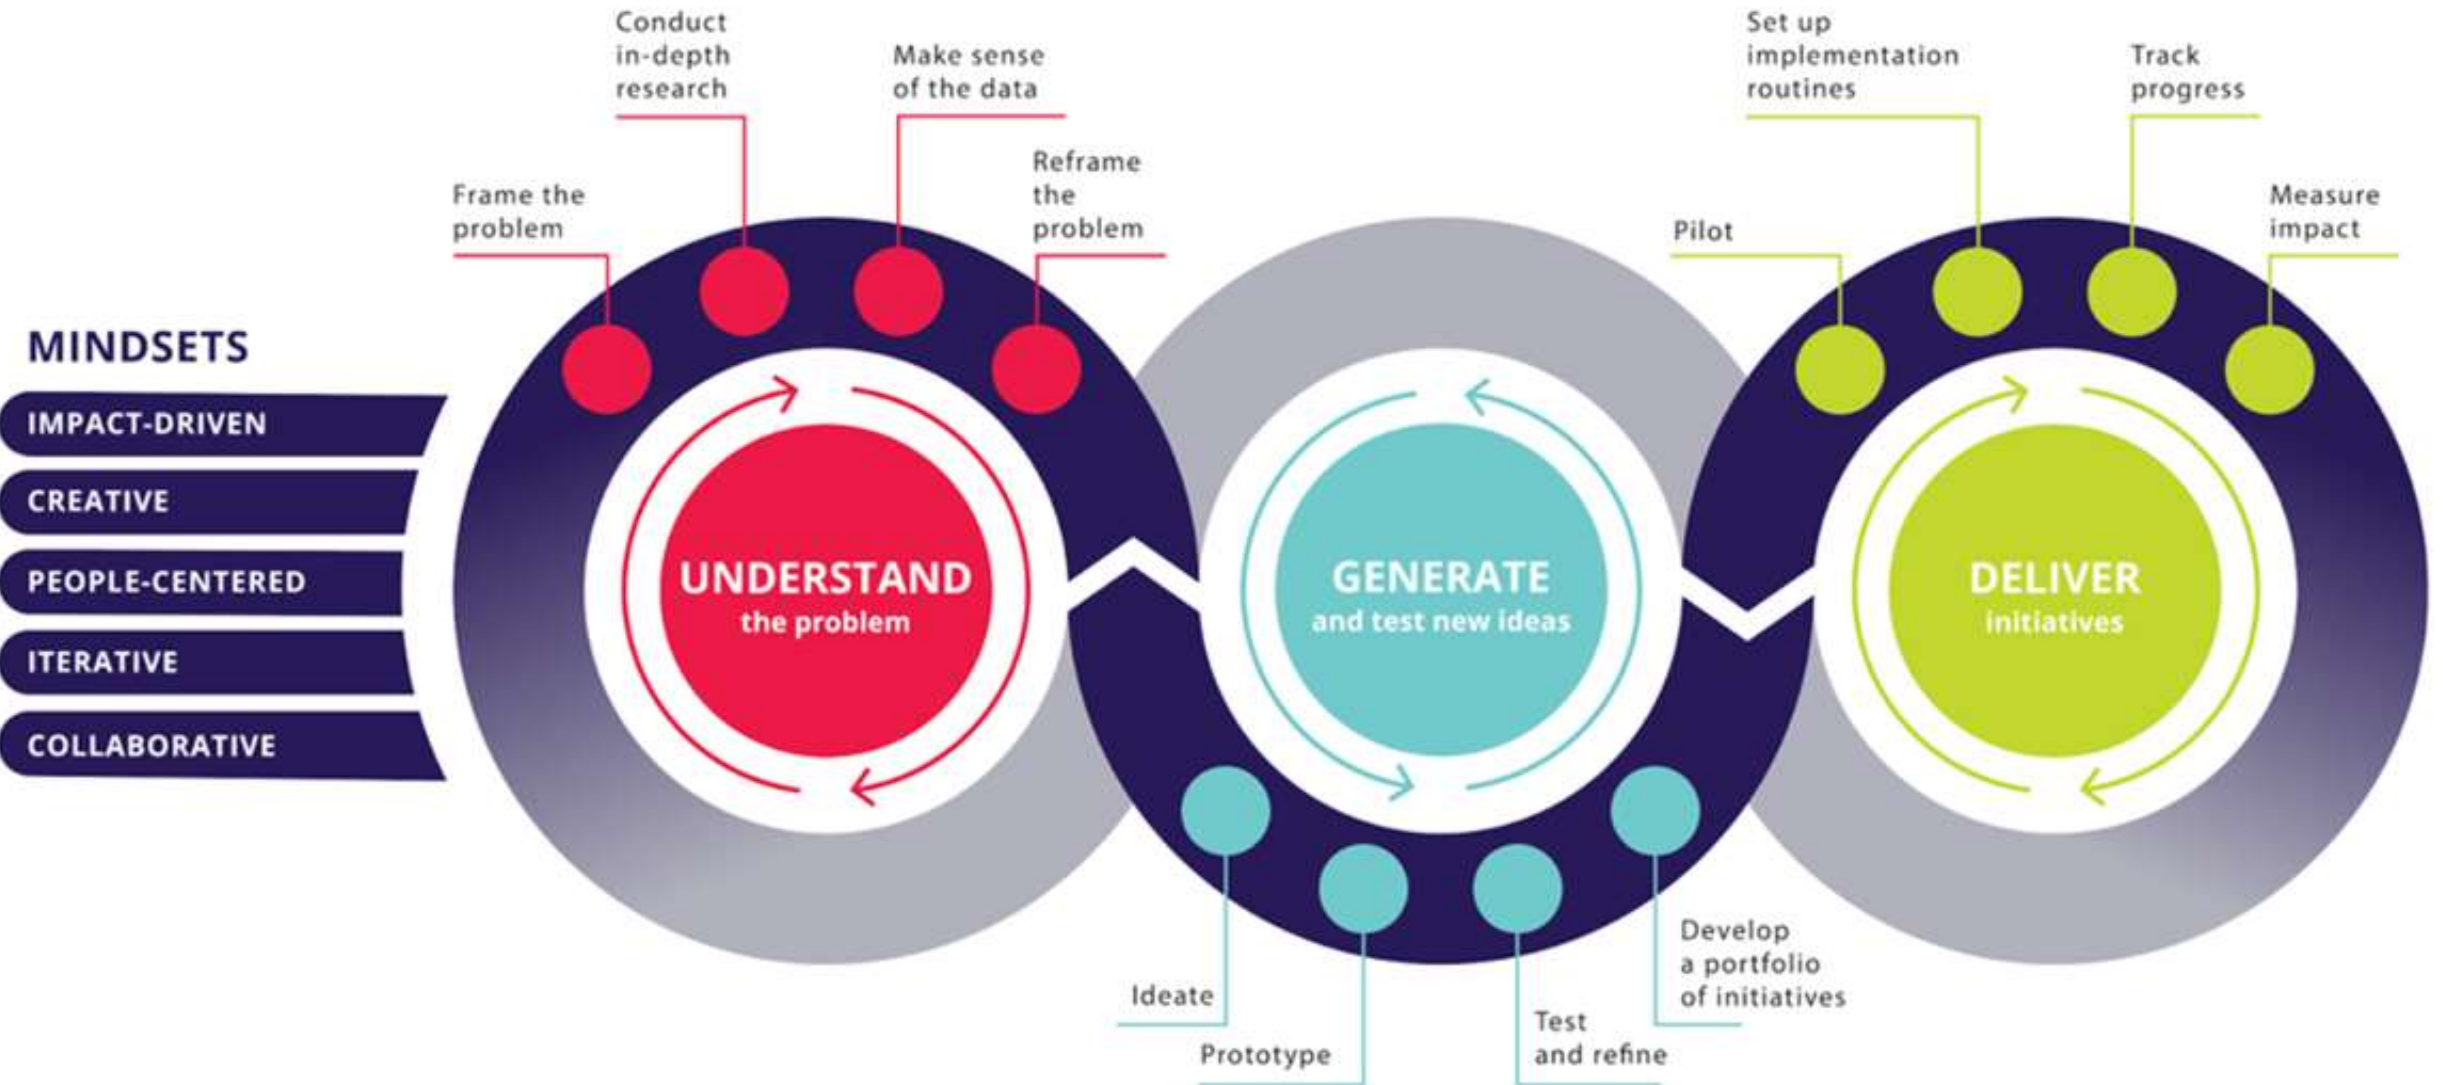 MINDSETS
IMPACT-DRIVEN
CREATIVE
PEOPLE-CENTERED
ITERATIVE
COLLABORATIVE
Frame the
problem
Conduct
in-depth
research
Make sense
of the data
Reframe
the
problem
UNDERSTAND
the problem
GENERATE
and test new ideas
Ideate
Prototype
Test
and refine
Develop
a portfolio
of initiatives
Pilot
Set up
implementation
routines
Track
progress
Measure
impact
DELIVER
initiatives